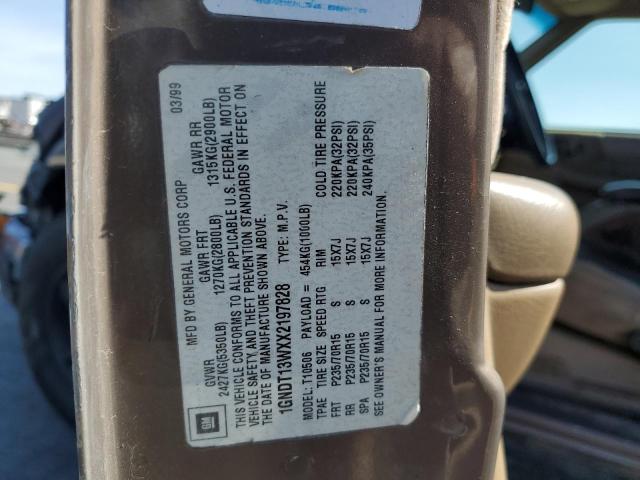 MFD BY GENERAL MOTORS CORP 03/99
GVWR GAWR FRT GAWR RR
2427KG(5350LB) 1270KG(2800LB) 1315KG(2900LB)
THIS VEHICLE CONFORMS TO ALL APPLICABLE U.S. FEDERAL MOTOR
VEHICLE SAFETY, AND THEFT PREVENTION STANDARDS IN EFFECT ON
THE DATE OF MANUFACTURE SHOWN ABOVE.
1GNDT13WXX2197828 TYPE: M.P.V.
MODEL: T10506 PAYLOAD = 454KG(1000LB)
TPAE TIRE SIZE SPEED RTG RIM COLD TIRE PRESSURE
FRT P235/70R15 S 15X7J 220KPA(32PSI)
RR P235/70R15 S 15X7J 220KPA(32PSI)
SPA P235/70R15 S 15X7J 240KPA(35PSI)
SEE OWNER'S MANUAL FOR MORE INFORMATION.
GM